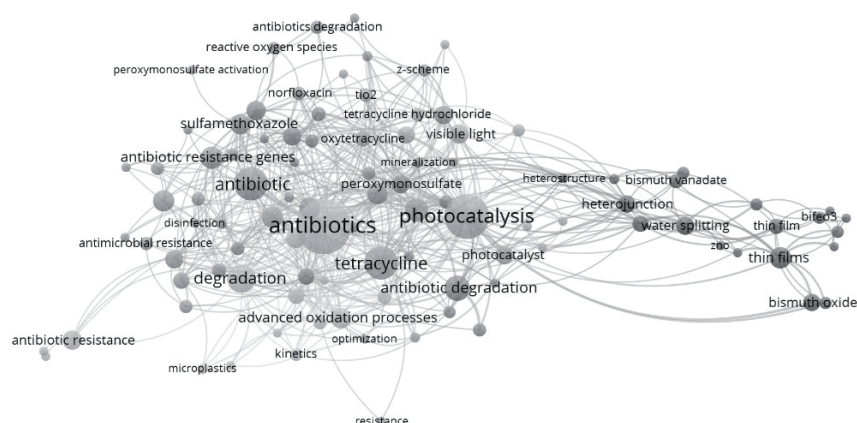 antibiotics degradation
reactive oxygen species
peroxymonosulfate activation
z-scheme
norfloxacin
tio2
tetracycline hydrochloride
sulfamethoxazole
visible light
oxytetracycline
antibiotic resistance genes
mineralization
heterostructure
bismuth vanadate
antibiotic
peroxymonosulfate
heterojunction
photocatalysis
bifeo3
disinfection
antibiotics
water splitting
thin film
antimicrobial resistance
zno
photocatalyst
thin films
tetracycline
degradation
antibiotic degradation
bismuth oxide
advanced oxidation processes
antibiotic resistance
optimization
kinetics
microplastics
resistance